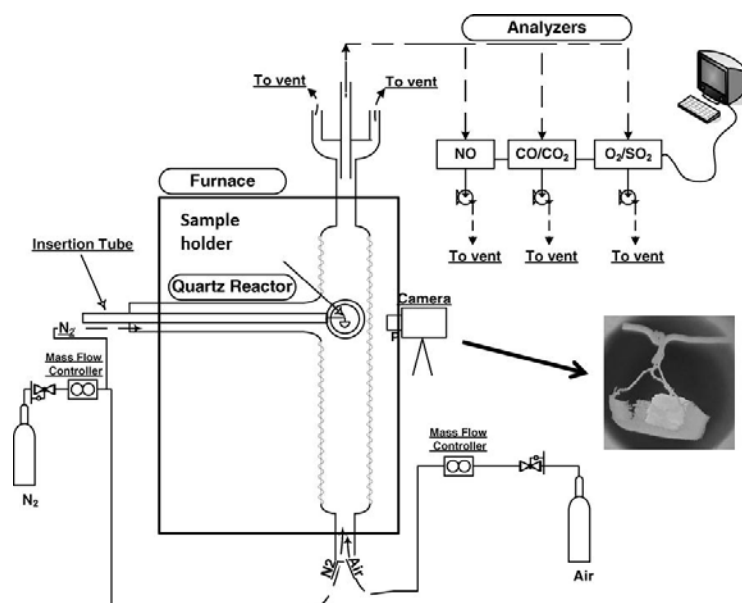 Analyzers
To vent
To vent
NO
CO/CO₂
O₂/SO₂
Furnace
Sample
holder
To vent
To vent
To vent
Insertion Tube
Quartz Reactor
Camera
N₂
Mass Flow
Controller
Mass Flow
Controller
N₂
N2
Air
Air